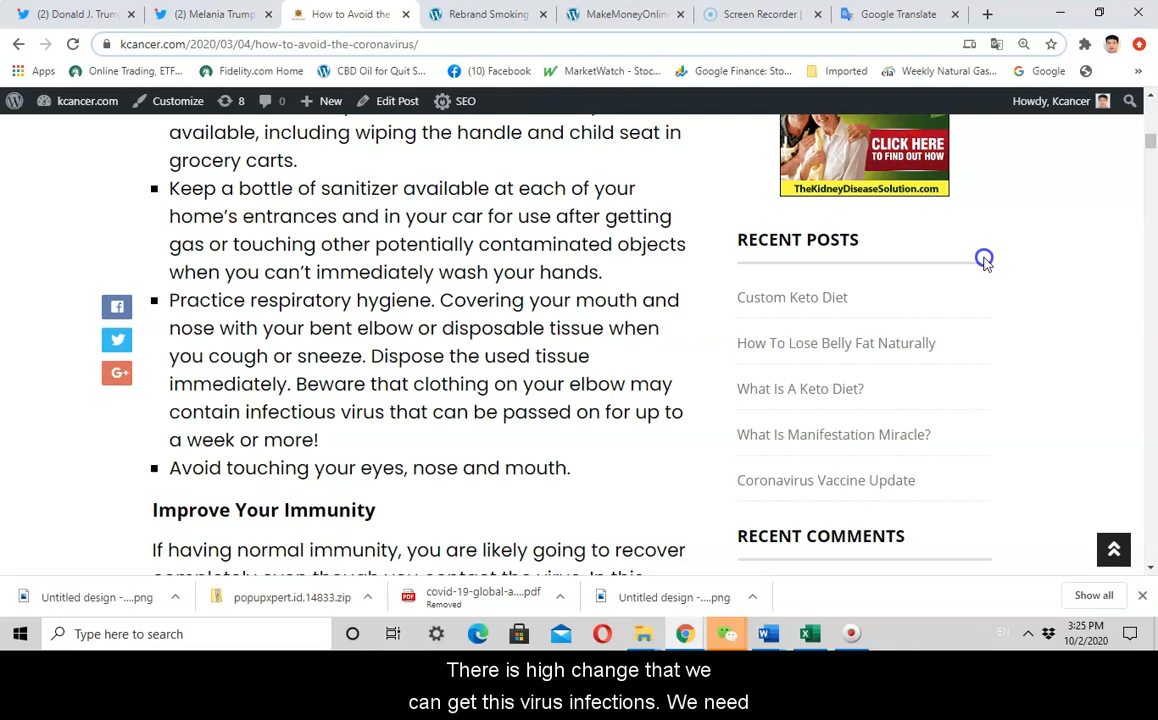 (2) Donald J. Trum
(2) Melania Trump
How to Avoid the
Rebrand Smoking
MakeMoneyOnlin
Screen Recorder |
Google Translate
kcancer.com/2020/03/04/how-to-avoid-the-coronavirus/
Apps
Online Trading, ETF...
Fidelity.com Home
CBD Oil for Quit S...
(10) Facebook
MarketWatch - Stoc...
Google Finance: Sto...
Imported
eia
Weekly Natural Gas...
Google
kcancer.com
Customize
8
0
New
Edit Post
SEO
Howdy, Kcancer
available, including wiping the handle and child seat in
grocery carts.
Keep a bottle of sanitizer available at each of your
home's entrances and in your car for use after getting
gas or touching other potentially contaminated objects
when you can't immediately wash your hands.
Practice respiratory hygiene. Covering your mouth and
nose with your bent elbow or disposable tissue when
you cough or sneeze. Dispose the used tissue
immediately. Beware that clothing on your elbow may
contain infectious virus that can be passed on for up to
a week or more!
Avoid touching your eyes, nose and mouth.
Improve Your Immunity
If having normal immunity, you are likely going to recover
completely even though you contact the virus. In this
G+
CLICK HERE
TO FIND OUT HOW
TheKidneyDiseaseSolution.com
RECENT POSTS
Custom Keto Diet
How To Lose Belly Fat Naturally
What Is A Keto Diet?
What Is Manifestation Miracle?
Coronavirus Vaccine Update
RECENT COMMENTS
Untitled design -....png
popupxpert.id.14833.zip
covid-19-global-a....pdf
Removed
Untitled design -....png
Show all
Type here to search
EN
3:25 PM
10/2/2020
There is high change that we
can get this virus infections. We need